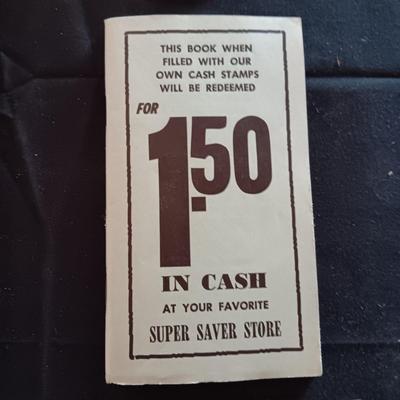 THIS BOOK WHEN
FILLED WITH OUR
OWN CASH STAMPS
WILL BE REDEEMED
FOR
1.50
IN CASH
AT YOUR FAVORITE
SUPER SAVER STORE